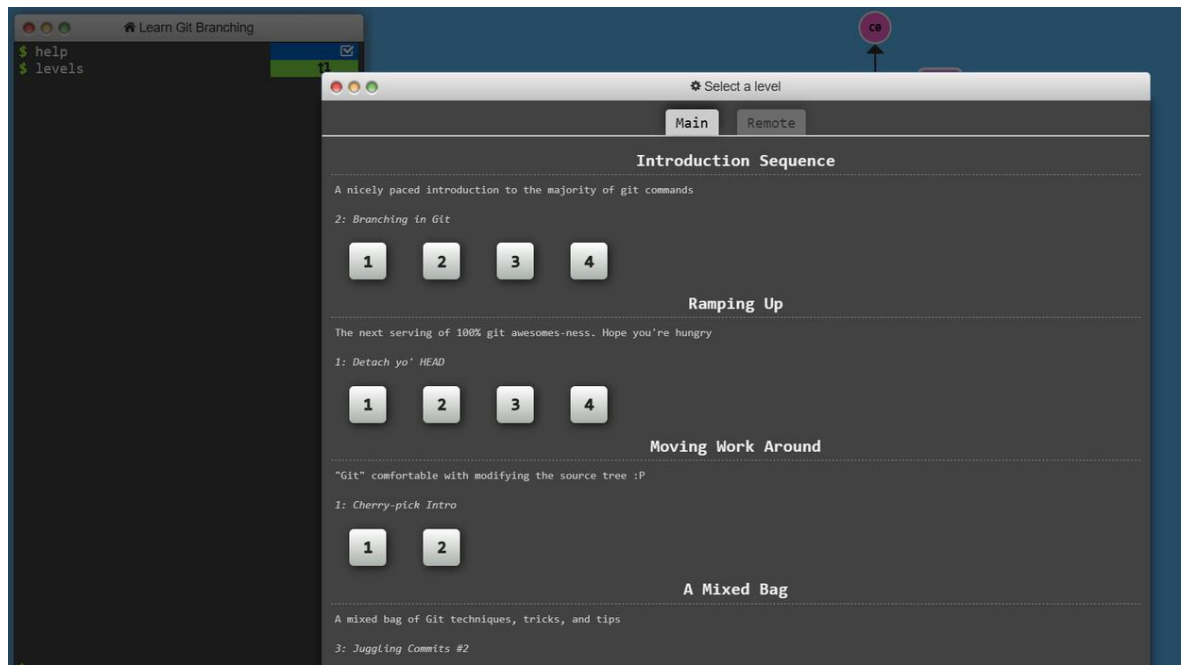 Learn Git Branching
$ help
$ levels
c0
Select a level
Main Remote
Introduction Sequence
A nicely paced introduction to the majority of git commands
2: Branching in Git
1 2 3 4
Ramping Up
The next serving of 100% git awesomes-ness. Hope you're hungry
1: Detach yo' HEAD
1 2 3 4
Moving Work Around
"Git" comfortable with modifying the source tree :P
1: Cherry-pick Intro
1 2
A Mixed Bag
A mixed bag of Git techniques, tricks, and tips
3: Juggling Commits #2